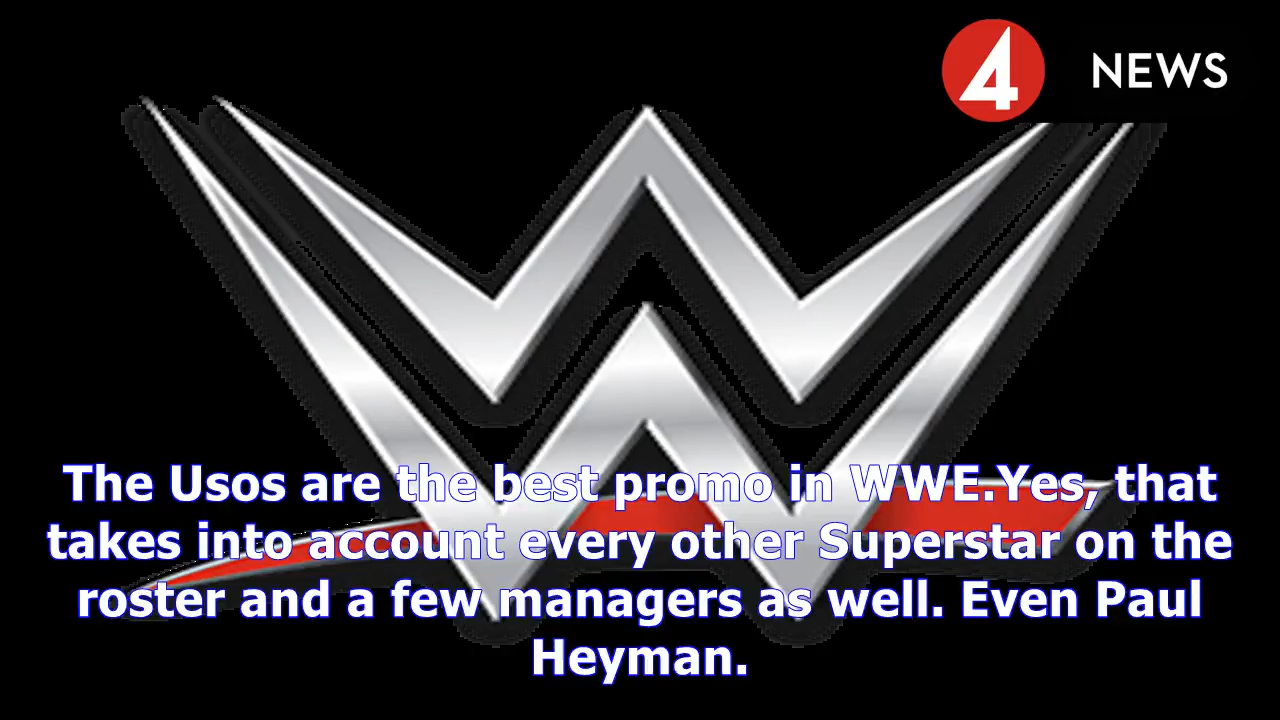 4 NEWS
The Usos are the best promo in WWE.Yes, that
takes into account every other Superstar on the
roster and a few managers as well. Even Paul
Heyman.